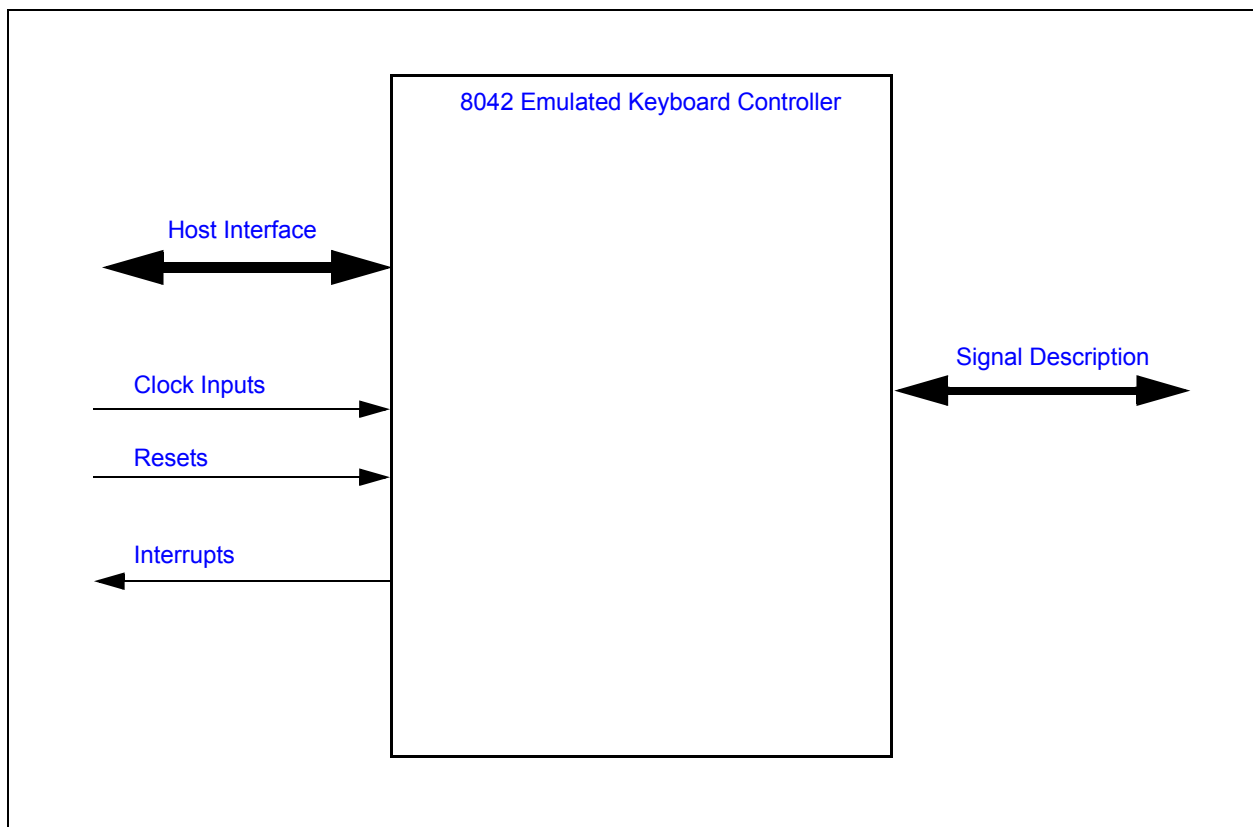 8042 Emulated Keyboard Controller
Host Interface
Signal Description
Clock Inputs
Resets
Interrupts